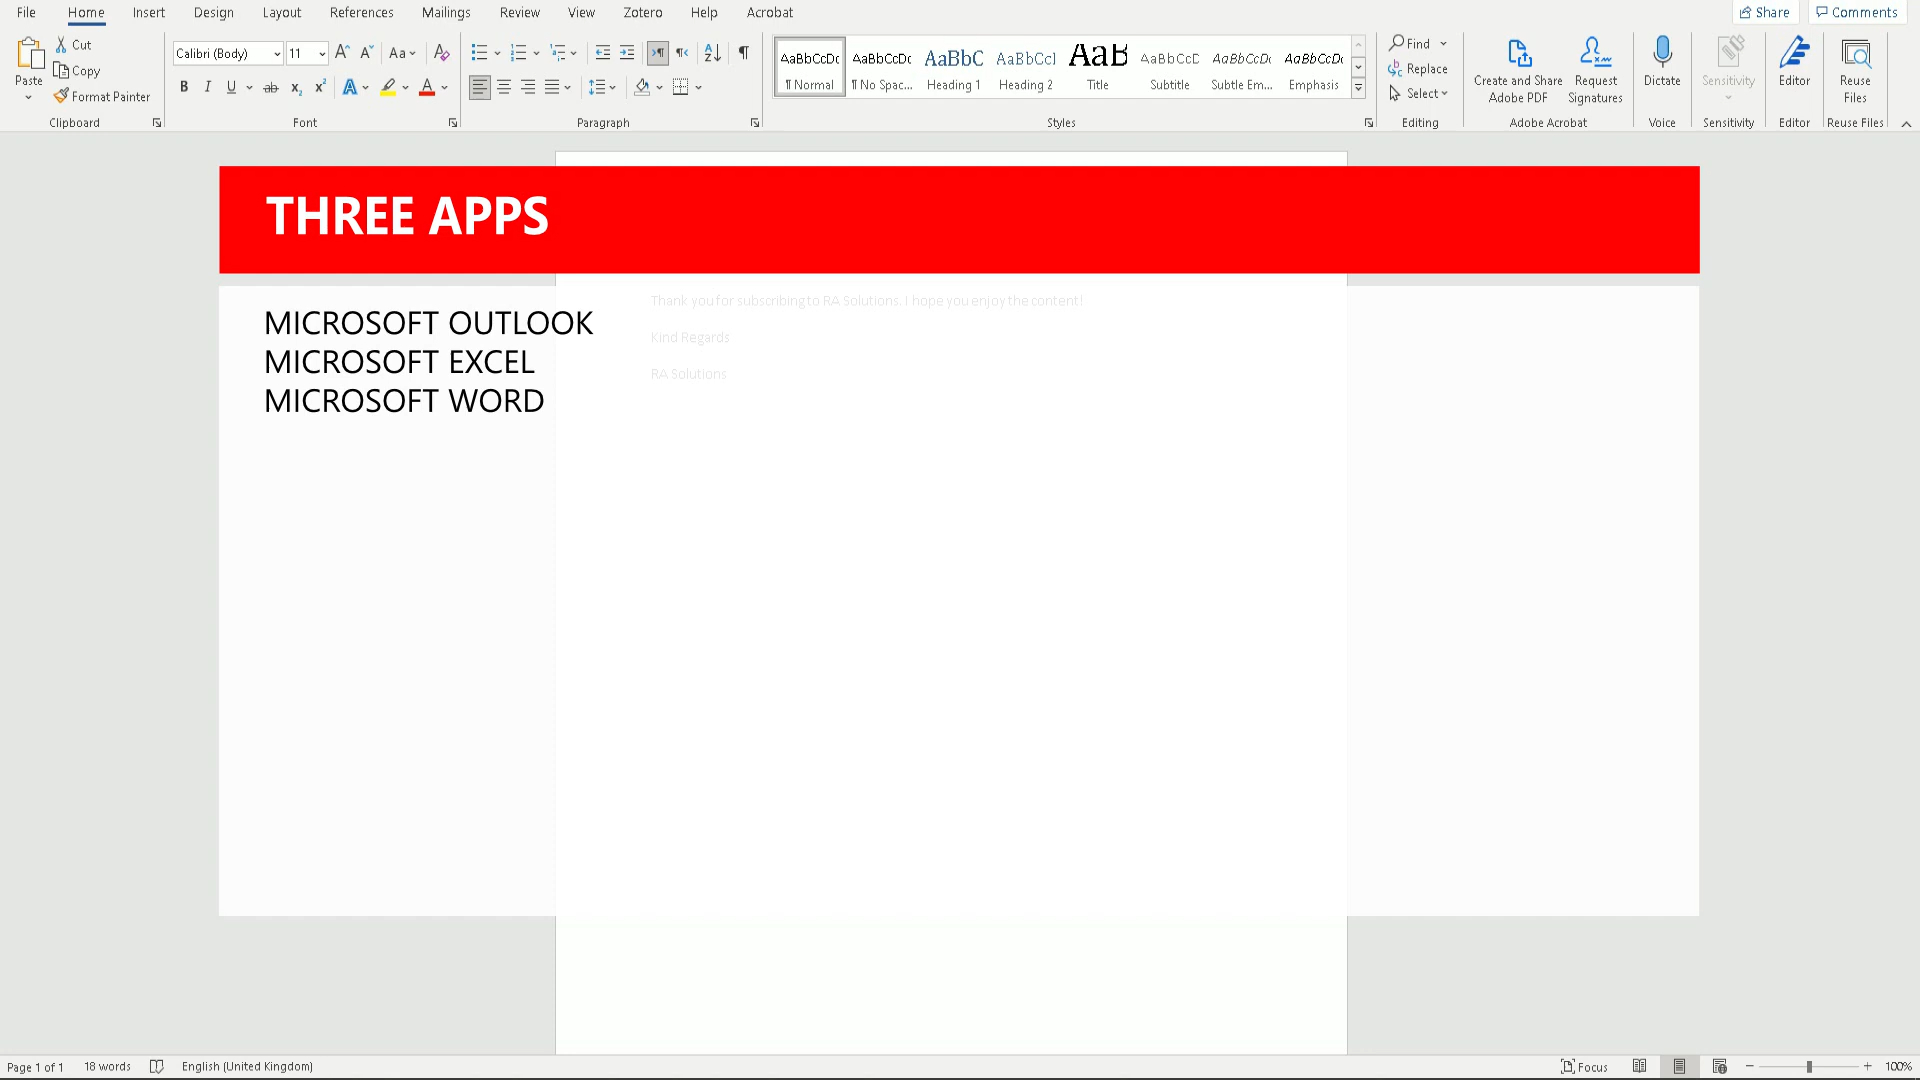 File Home Insert Design Layout References Mailings Review View Zotero Help Acrobat Share Comments
Paste Cut Copy Format Painter
Clipboard
Calibri (Body) 11 Aa
B I U ab x₂ x² A A
Font
Paragraph
AaBbCcDc AaBbCcDc AaBbC AaBbCcl AaB AaBbCcD AaBbCcDc AaBbCcDc
¶ Normal ¶ No Spac... Heading 1 Heading 2 Title Subtitle Subtle Em... Emphasis
Styles
Find
Replace
Select
Editing
Create and Share Adobe PDF
Request Signatures
Adobe Acrobat
Dictate
Voice
Sensitivity
Sensitivity
Editor
Editor
Reuse Files
Reuse Files
THREE APPS
MICROSOFT OUTLOOK
MICROSOFT EXCEL
MICROSOFT WORD
Thank you for subscribing to RA Solutions. I hope you enjoy the content!
Kind Regards
RA Solutions
Page 1 of 1 18 words English (United Kingdom) Focus 100%